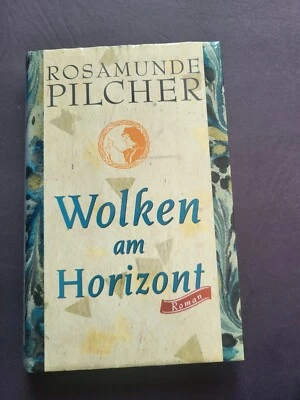 ROSAMUNDE
PILCHER
Wolken
am
Horizont
Roman